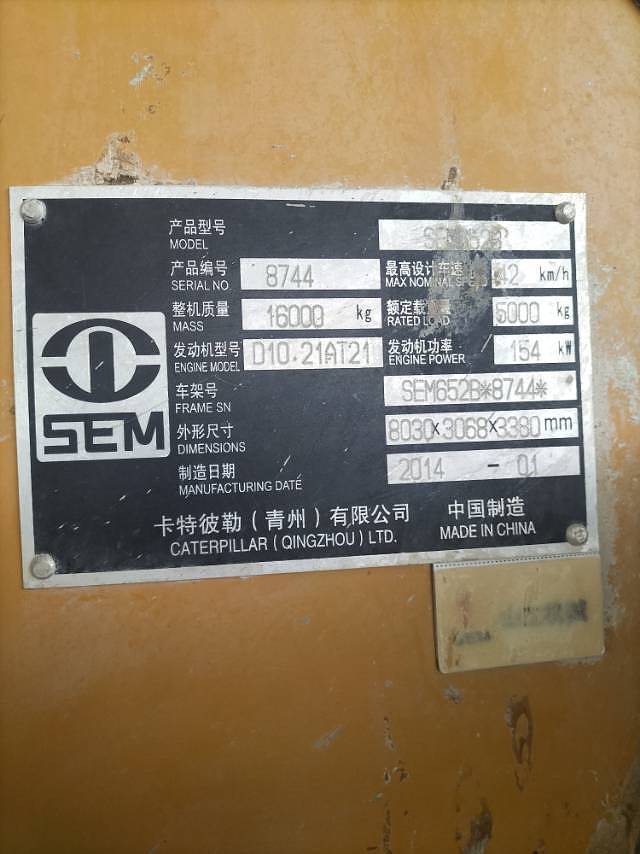 产品型号
MODEL SEM652B
产品编号 8744 最高设计车速 42 km/h
SERIAL NO. MAX NOMINAL SPEED
整机质量 16000 kg 额定载重 5000 kg
MASS RATED LOAD
发动机型号 D10.21AT21 发动机功率 154 kW
ENGINE MODEL ENGINE POWER
车架号 SEM652B*8744*
FRAME SN
外形尺寸 8030x3068x3380mm
DIMENSIONS
制造日期 2014 - 01
MANUFACTURING DATE
SEM
卡特彼勒(青州)有限公司 中国制造
CATERPILLAR (QINGZHOU) LTD. MADE IN CHINA